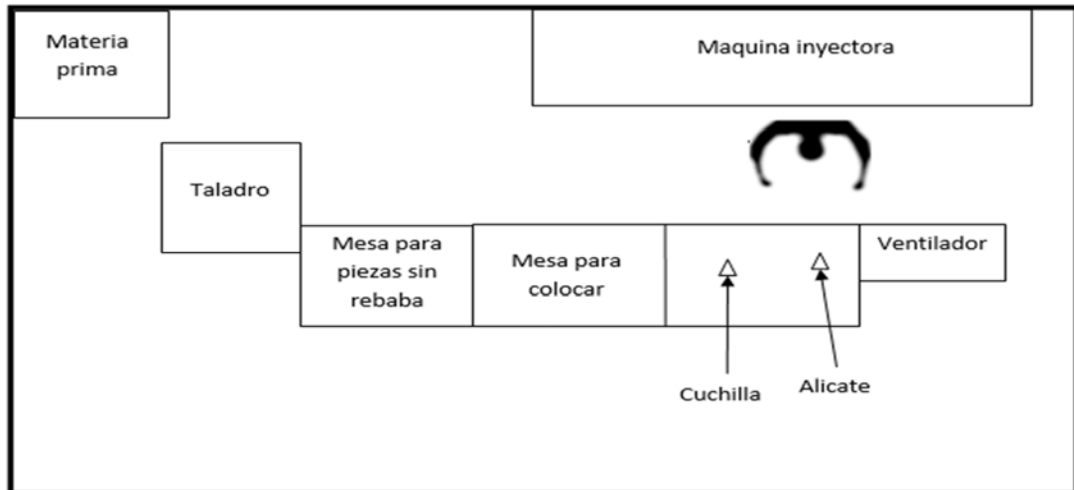 Materia
prima
Maquina inyectora
Taladro
Mesa para
piezas sin
rebaba
Mesa para
colocar
Ventilador
Cuchilla
Alicate